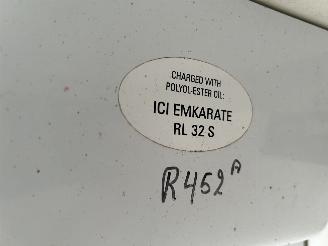 CHARGED WITH
POLYOL-ESTER OIL:
ICI EMKARATE
RL 32 S
R452A